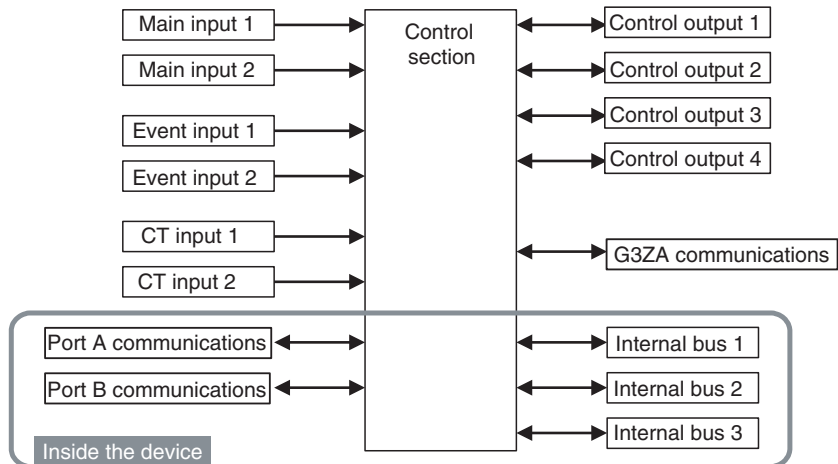 Main input 1
Main input 2
Event input 1
Event input 2
CT input 1
CT input 2
Port A communications
Port B communications
Inside the device
Control
section
Control output 1
Control output 2
Control output 3
Control output 4
G3ZA communications
Internal bus 1
Internal bus 2
Internal bus 3